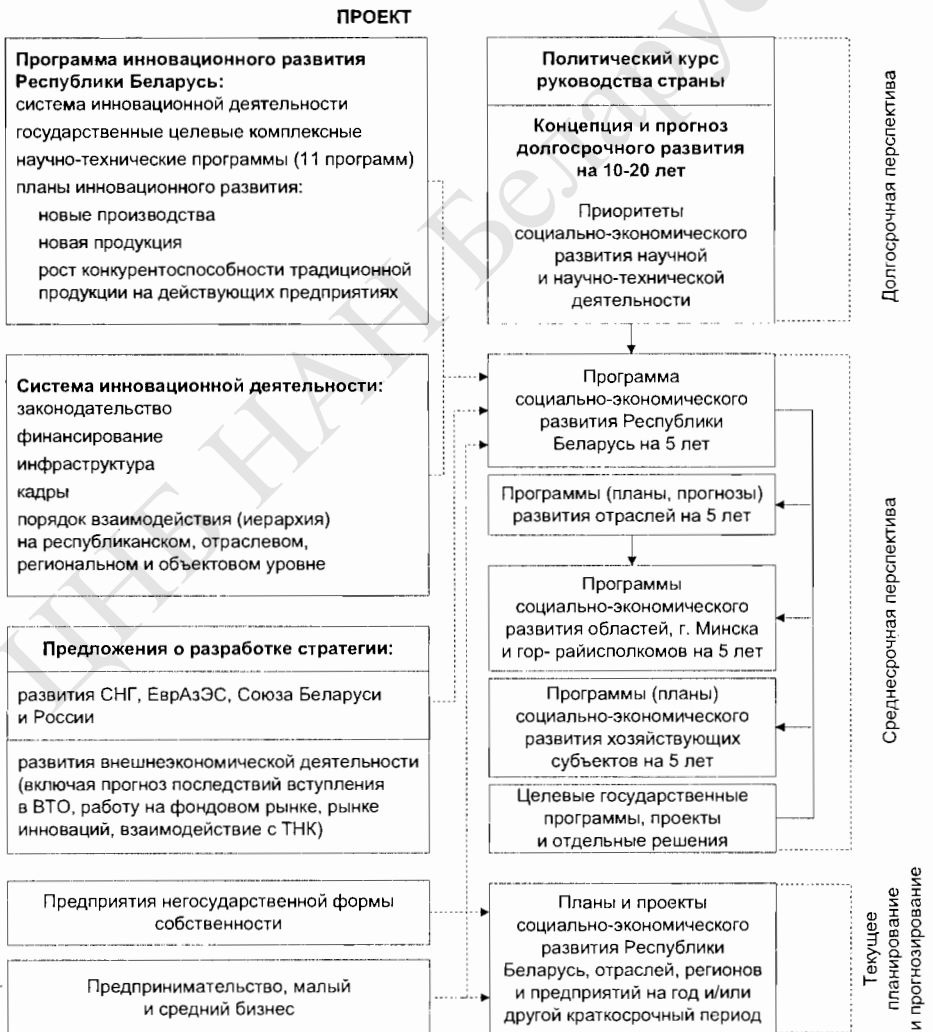 ПРОЕКТ
Программа инновационного развития
Республики Беларусь:
система инновационной деятельности
государственные целевые комплексные
научно-технические программы (11 программ)
планы инновационного развития:
новые производства
новая продукция
рост конкурентоспособности традиционной
продукции на действующих предприятиях
Система инновационной деятельности:
законодательство
финансирование
инфраструктура
кадры
порядок взаимодействия (иерархия)
на республиканском, отраслевом,
региональном и объектовом уровне
Предложения о разработке стратегии:
развития СНГ, ЕврАзЭС, Союза Беларуси
и России
развития внешнеэкономической деятельности
(включая прогноз последствий вступления
в ВТО, работу на фондовом рынке, рынке
инноваций, взаимодействие с ТНК)
Предприятия негосударственной формы
собственности
Предпринимательство, малый
и средний бизнес
Политический курс
руководства страны
Концепция и прогноз
долгосрочного развития
на 10-20 лет
Приоритеты
социально-экономического
развития научной
и научно-технической
деятельности
Программа
социально-экономического
развития Республики
Беларусь на 5 лет
Программы (планы, прогнозы)
развития отраслей на 5 лет
Программы
социально-экономического
развития областей, г. Минска
и гор- райисполкомов на 5 лет
Программы (планы)
социально-экономического
развития хозяйствующих
субъектов на 5 лет
Целевые государственные
программы, проекты
и отдельные решения
Планы и проекты
социально-экономического
развития Республики
Беларусь, отраслей, регионов
и предприятий на год и/или
другой краткосрочный период
Долгосрочная перспектива
Среднесрочная перспектива
Текущее
планирование
и прогнозирование
ЦНБ НАН Беларус